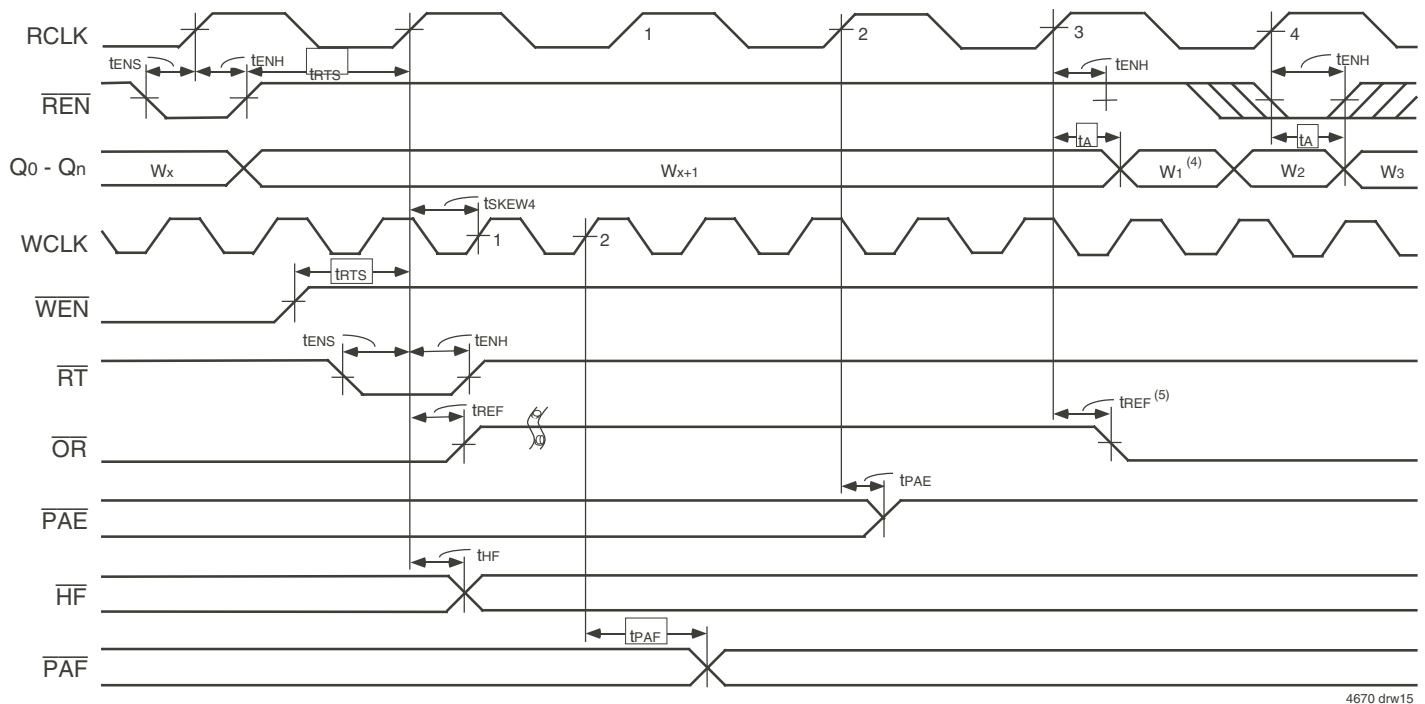 RCLK 1 2 3 4
tENS tENH tRTS tENH tENH
REN
tA tA
Q0 - Qn Wx Wx+1 W1 (4) W2 W3
tSKEW4
WCLK 1 2
tRTS
WEN
tENS tENH
RT
tREF tREF (5)
OR
tPAE
PAE
tHF
HF
tPAF
PAF
4670 drw15